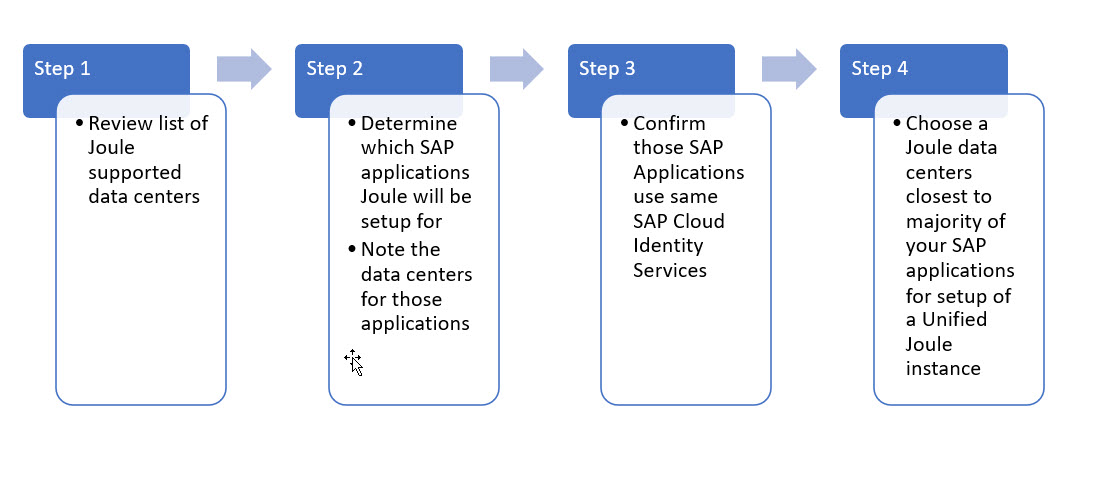 Step 1
• Review list of
Joule
supported
data centers
Step 2
• Determine
which SAP
applications
Joule will be
setup for
• Note the
data centers
for those
applications
Step 3
• Confirm
those SAP
Applications
use same
SAP Cloud
Identity
Services
Step 4
• Choose a
Joule data
centers
closest to
majority of
your SAP
applications
for setup of
a Unified
Joule
instance